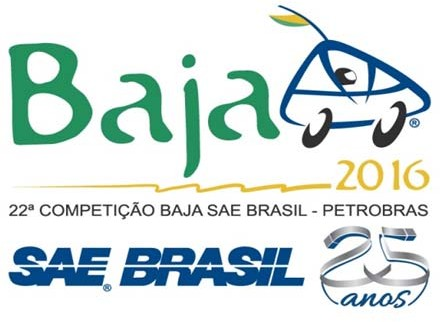 Baja
®
2016
22ª COMPETIÇÃO BAJA SAE BRASIL - PETROBRAS
SAE® BRASIL 25 anos